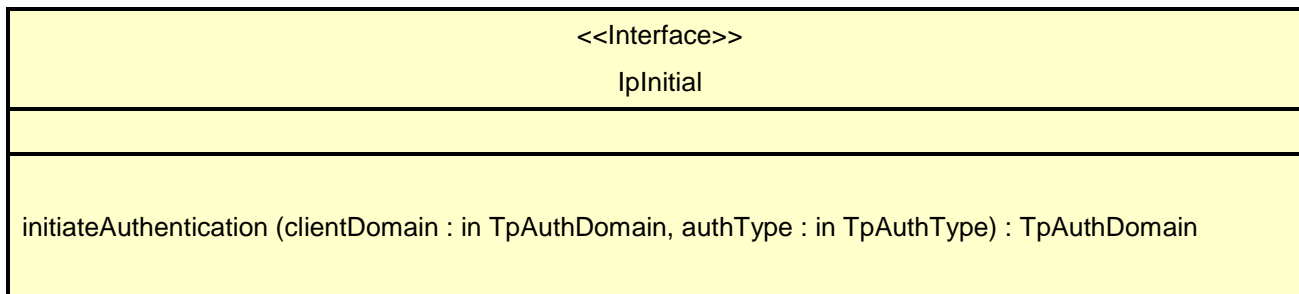 <<Interface>>
IpInitial
initiateAuthentication (clientDomain : in TpAuthDomain, authType : in TpAuthType) : TpAuthDomain